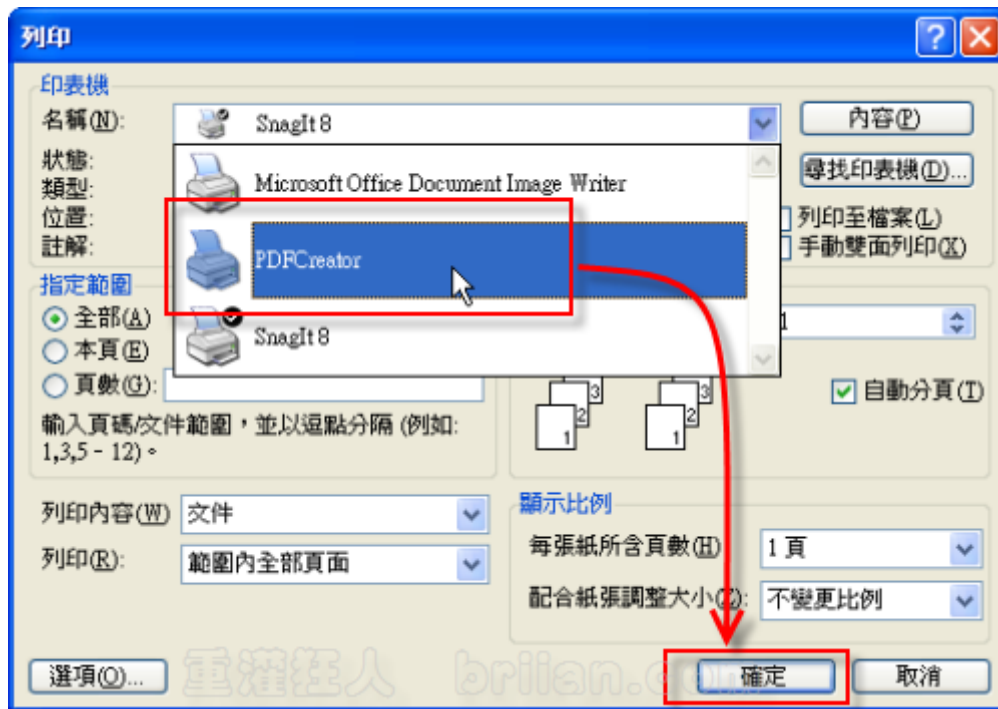 列印
印表機
名稱(N):
SnagIt 8
內容(P)
狀態:
Microsoft Office Document Image Writer
尋找印表機(D)...
類型:
位置:
列印至檔案(L)
註解:
PDFCreator
手動雙面列印(X)
指定範圍
全部(A)
SnagIt 8
1
本頁(E)
頁數(G):
自動分頁(T)
輸入頁碼/文件範圍，並以逗點分隔 (例如:
1,3,5 - 12)。
3
2
1
3
2
1
列印內容(W)
文件
列印(R):
範圍內全部頁面
顯示比例
每張紙所含頁數(H)
1 頁
配合紙張調整大小(Z):
不變更比例
選項(O)...
重灌狂人 briian.com
確定
取消